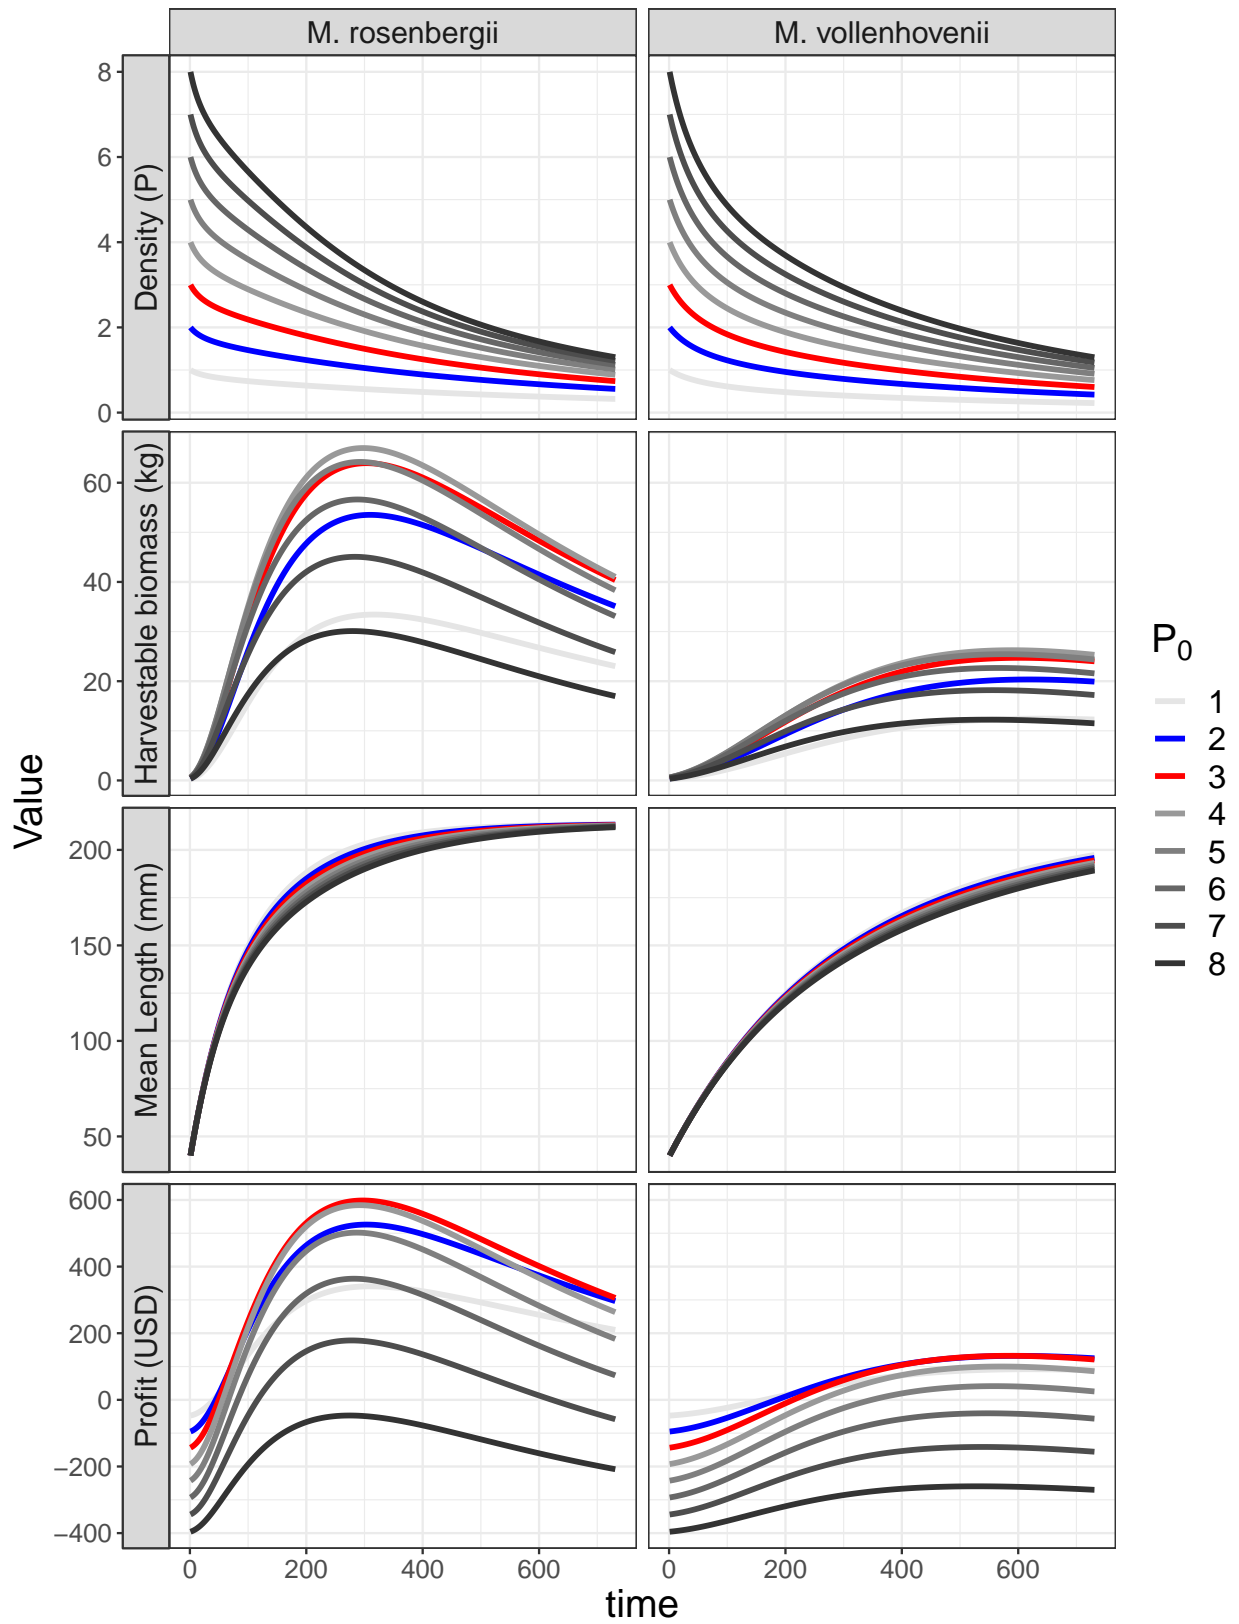 M. rosenbergii
M. vollenhovenii
Value
Density (P)
8
6
4
2
0
Harvestable biomass (kg)
60
40
20
0
Mean Length (mm)
200
150
100
50
Profit (USD)
600
400
200
0
−200
−400
0 200 400 600
0 200 400 600
time
P0
1
2
3
4
5
6
7
8